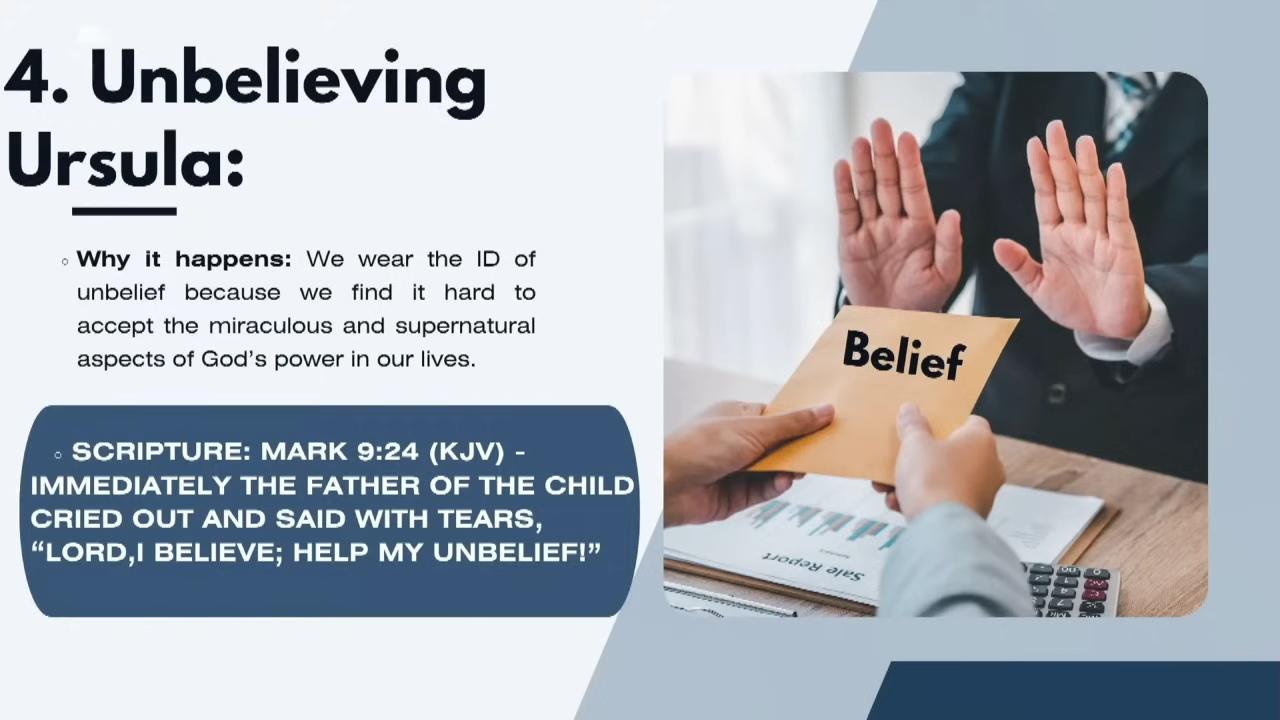 4. Unbelieving
Ursula:
◦ Why it happens: We wear the ID of
unbelief because we find it hard to
accept the miraculous and supernatural
aspects of God’s power in our lives.
◦ SCRIPTURE: MARK 9:24 (KJV) -
IMMEDIATELY THE FATHER OF THE CHILD
CRIED OUT AND SAID WITH TEARS,
“LORD,I BELIEVE; HELP MY UNBELIEF!”
Belief
Sale Report